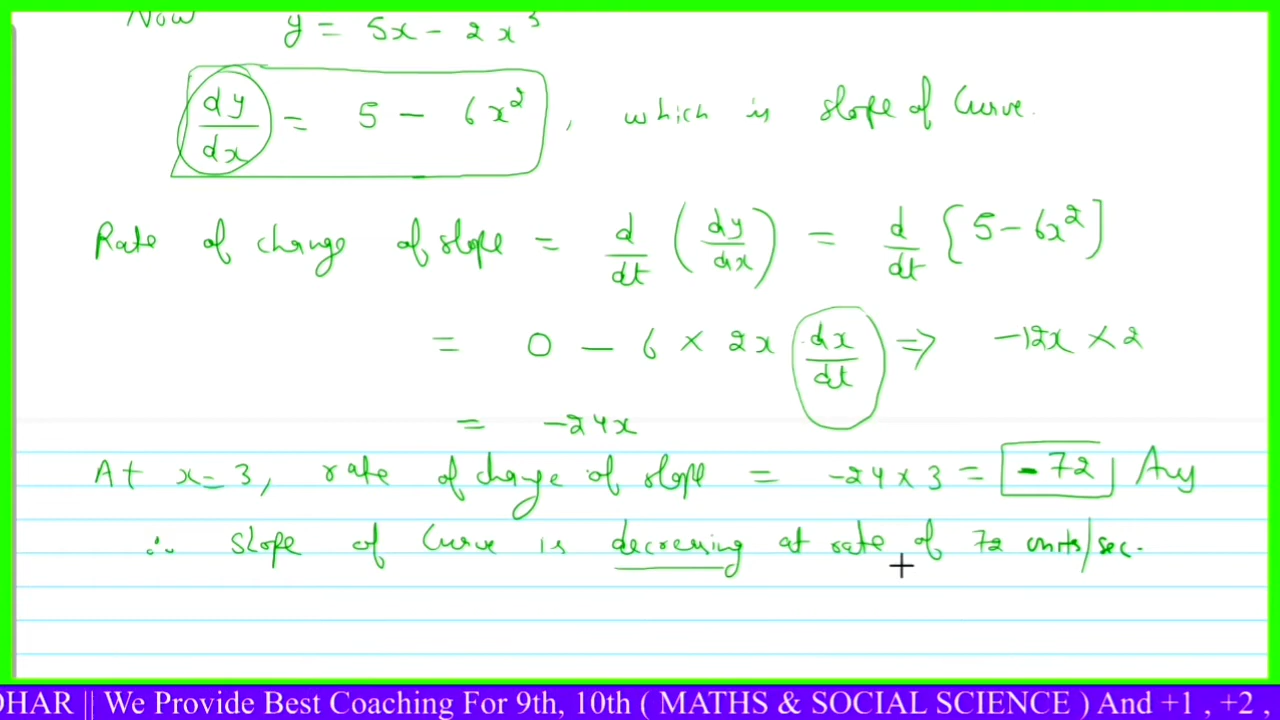 Now y = 5x - 2x³
dy/dx = 5 - 6x², which is slope of Curve.
Rate of change of slope = d/dt (dy/dx) = d/dt [5 - 6x²]
= 0 - 6 × 2x dx/dt ⇒ -12x × 2
= -24x
At x=3, rate of change of slope = -24 × 3 = -72 Ans
∴ Slope of Curve is decreasing at rate of 72 units/sec.
DHAR || We Provide Best Coaching For 9th, 10th ( MATHS & SOCIAL SCIENCE ) And +1 , +2 ,